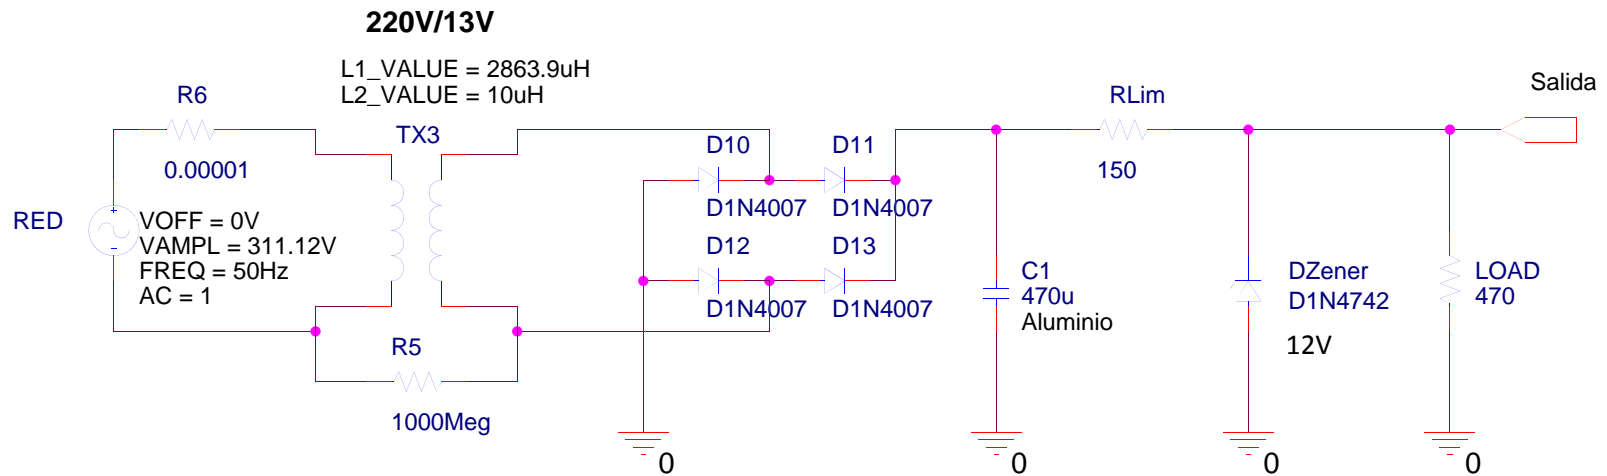 220V/13V
L1_VALUE = 2863.9uH
L2_VALUE = 10uH
R6
0.00001
TX3
RED
VOFF = 0V
VAMPL = 311.12V
FREQ = 50Hz
AC = 1
R5
1000Meg
D10
D1N4007
D11
D1N4007
D12
D1N4007
D13
D1N4007
0
C1
470u
Aluminio
0
RLim
150
DZener
D1N4742
12V
0
LOAD
470
0
Salida